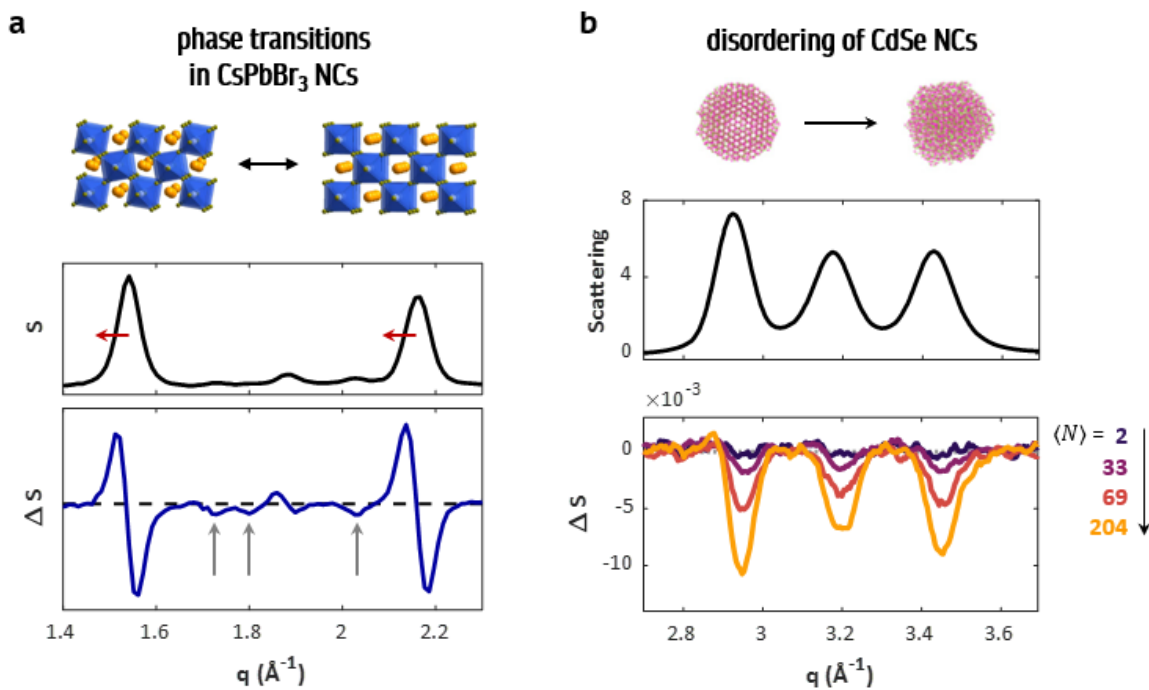 a
phase transitions
in CsPbBr₃ NCs
S
Δ S
1.4 1.6 1.8 2 2.2
q (Å⁻¹)
b
disordering of CdSe NCs
8
4
0
Scattering
×10⁻³
0
-5
-10
Δ S
⟨N⟩ = 2
33
69
204
2.8 3 3.2 3.4 3.6
q (Å⁻¹)